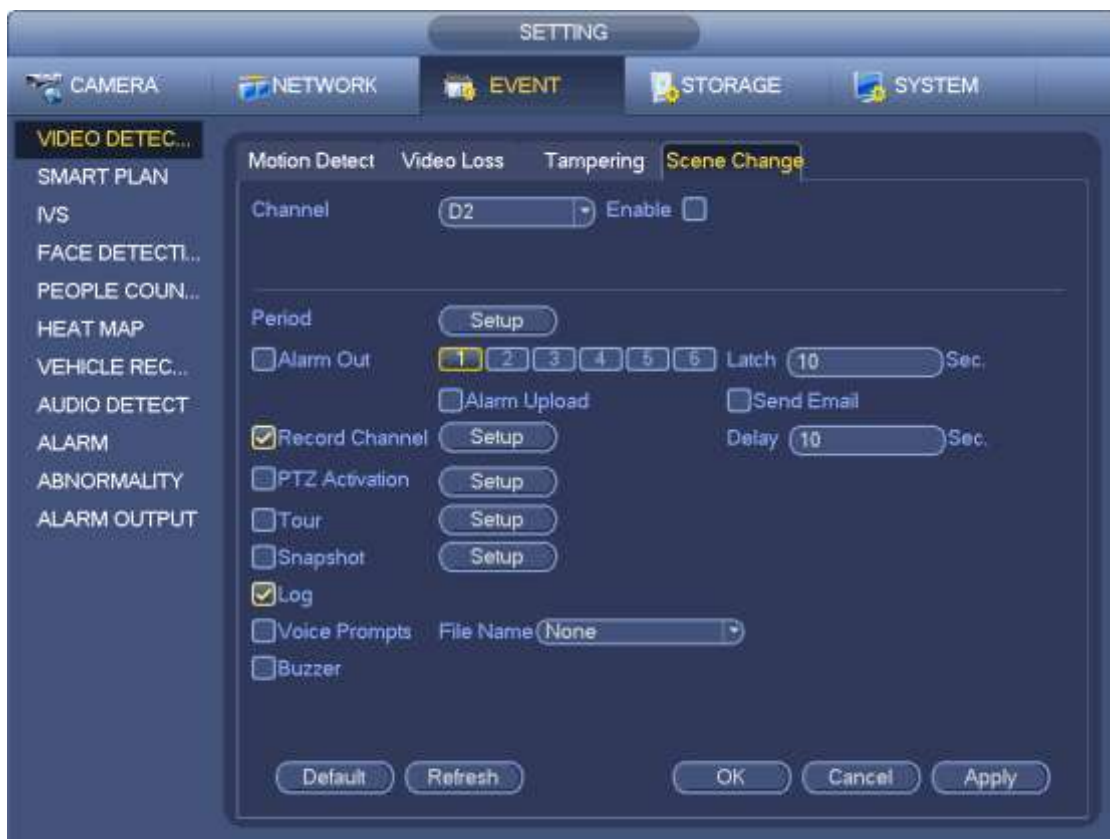 SETTING
CAMERA NETWORK EVENT STORAGE SYSTEM
VIDEO DETEC...
SMART PLAN
IVS
FACE DETECTI...
PEOPLE COUN...
HEAT MAP
VEHICLE REC...
AUDIO DETECT
ALARM
ABNORMALITY
ALARM OUTPUT
Motion Detect Video Loss Tampering Scene Change
Channel D2 Enable
Period Setup
Alarm Out 1 2 3 4 5 6 Latch 10 Sec.
Alarm Upload Send Email
Record Channel Setup Delay 10 Sec.
PTZ Activation Setup
Tour Setup
Snapshot Setup
Log
Voice Prompts File Name None
Buzzer
Default Refresh OK Cancel Apply